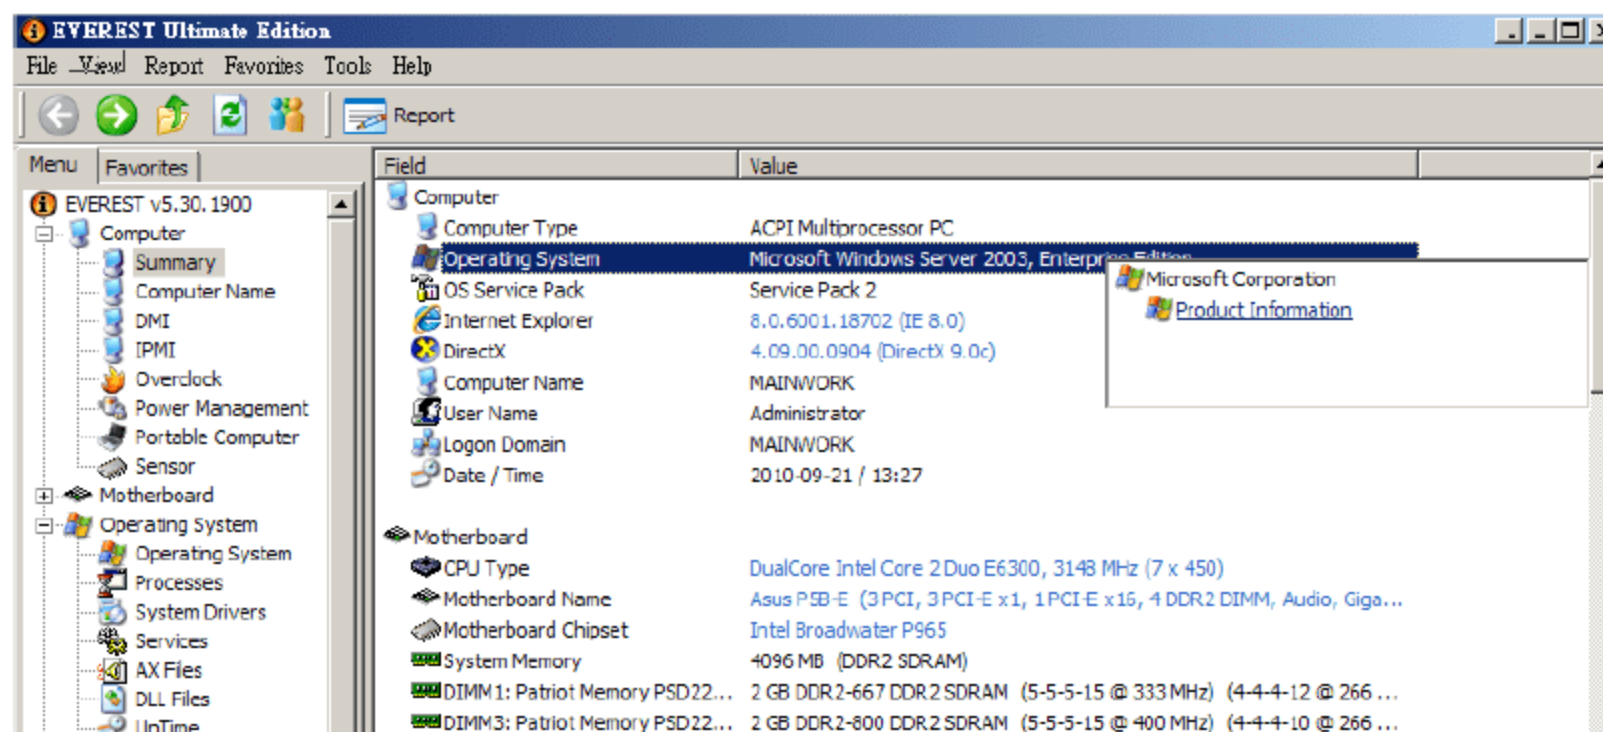 EVEREST Ultimate Edition
File View Report Favorites Tools Help
Report
Menu Favorites
EVEREST v5.30.1900
Computer
Summary
Computer Name
DMI
IPMI
Overclock
Power Management
Portable Computer
Sensor
Motherboard
Operating System
Operating System
Processes
System Drivers
Services
AX Files
DLL Files
UpTime
Field Value
Computer
Computer Type ACPI Multiprocessor PC
Operating System Microsoft Windows Server 2003, Enterprise Edition
OS Service Pack Service Pack 2
Internet Explorer 8.0.6001.18702 (IE 8.0)
DirectX 4.09.00.0904 (DirectX 9.0c)
Computer Name MAINWORK
User Name Administrator
Logon Domain MAINWORK
Date / Time 2010-09-21 / 13:27
Microsoft Corporation
Product Information
Motherboard
CPU Type DualCore Intel Core 2 Duo E6300, 3148 MHz (7 x 450)
Motherboard Name Asus P5B-E (3 PCI, 3 PCI-E x1, 1 PCI-E x16, 4 DDR2 DIMM, Audio, Giga...
Motherboard Chipset Intel Broadwater P965
System Memory 4096 MB (DDR2 SDRAM)
DIMM1: Patriot Memory PSD22... 2 GB DDR2-667 DDR2 SDRAM (5-5-5-15 @ 333 MHz) (4-4-4-12 @ 266 ...
DIMM3: Patriot Memory PSD22... 2 GB DDR2-800 DDR2 SDRAM (5-5-5-15 @ 400 MHz) (4-4-4-10 @ 266 ...